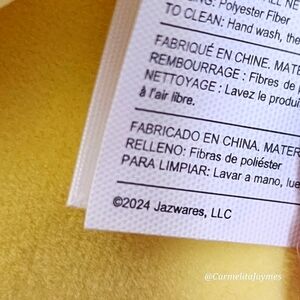 Polyester Fiber
TO CLEAN: Hand wash, the
FABRIQUÉ EN CHINE. MATÉ
REMBOURRAGE : Fibres de
NETTOYAGE : Lavez le produi
à l'air libre.
FABRICADO EN CHINA. MATER
RELLENO: Fibras de poliéster
PARA LIMPIAR: Lavar a mano, lue
©2024 Jazwares, LLC
@CarmelitaJaymes